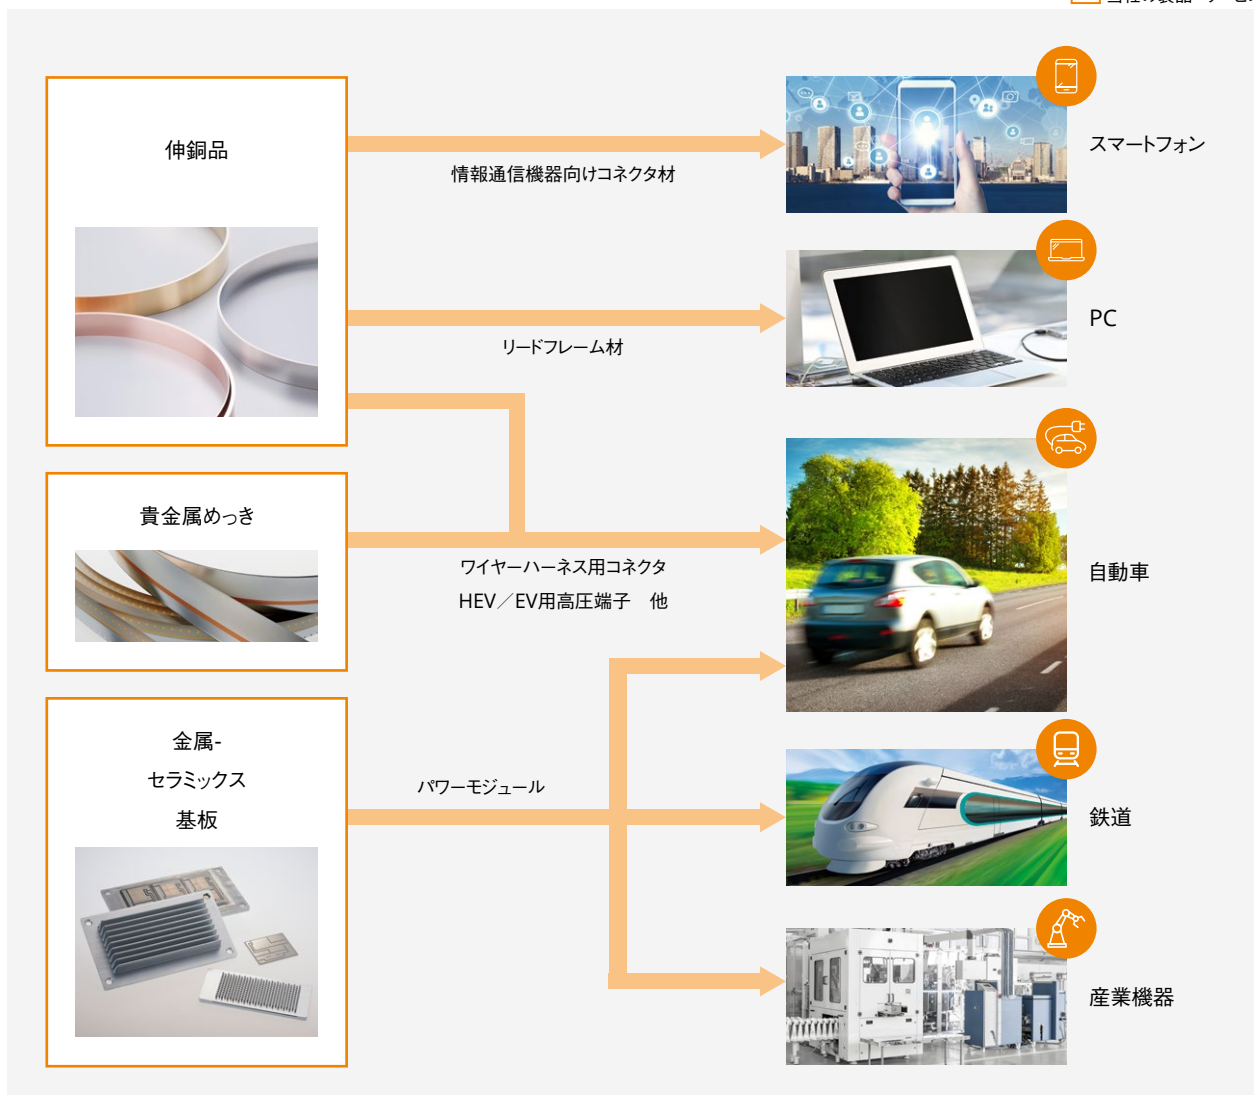 伸銅品
情報通信機器向けコネクタ材
スマートフォン
リードフレーム材
PC
貴金属めっき
ワイヤーハーネス用コネクタ
HEV／EV用高圧端子　他
自動車
金属-
セラミックス
基板
パワーモジュール
鉄道
産業機器